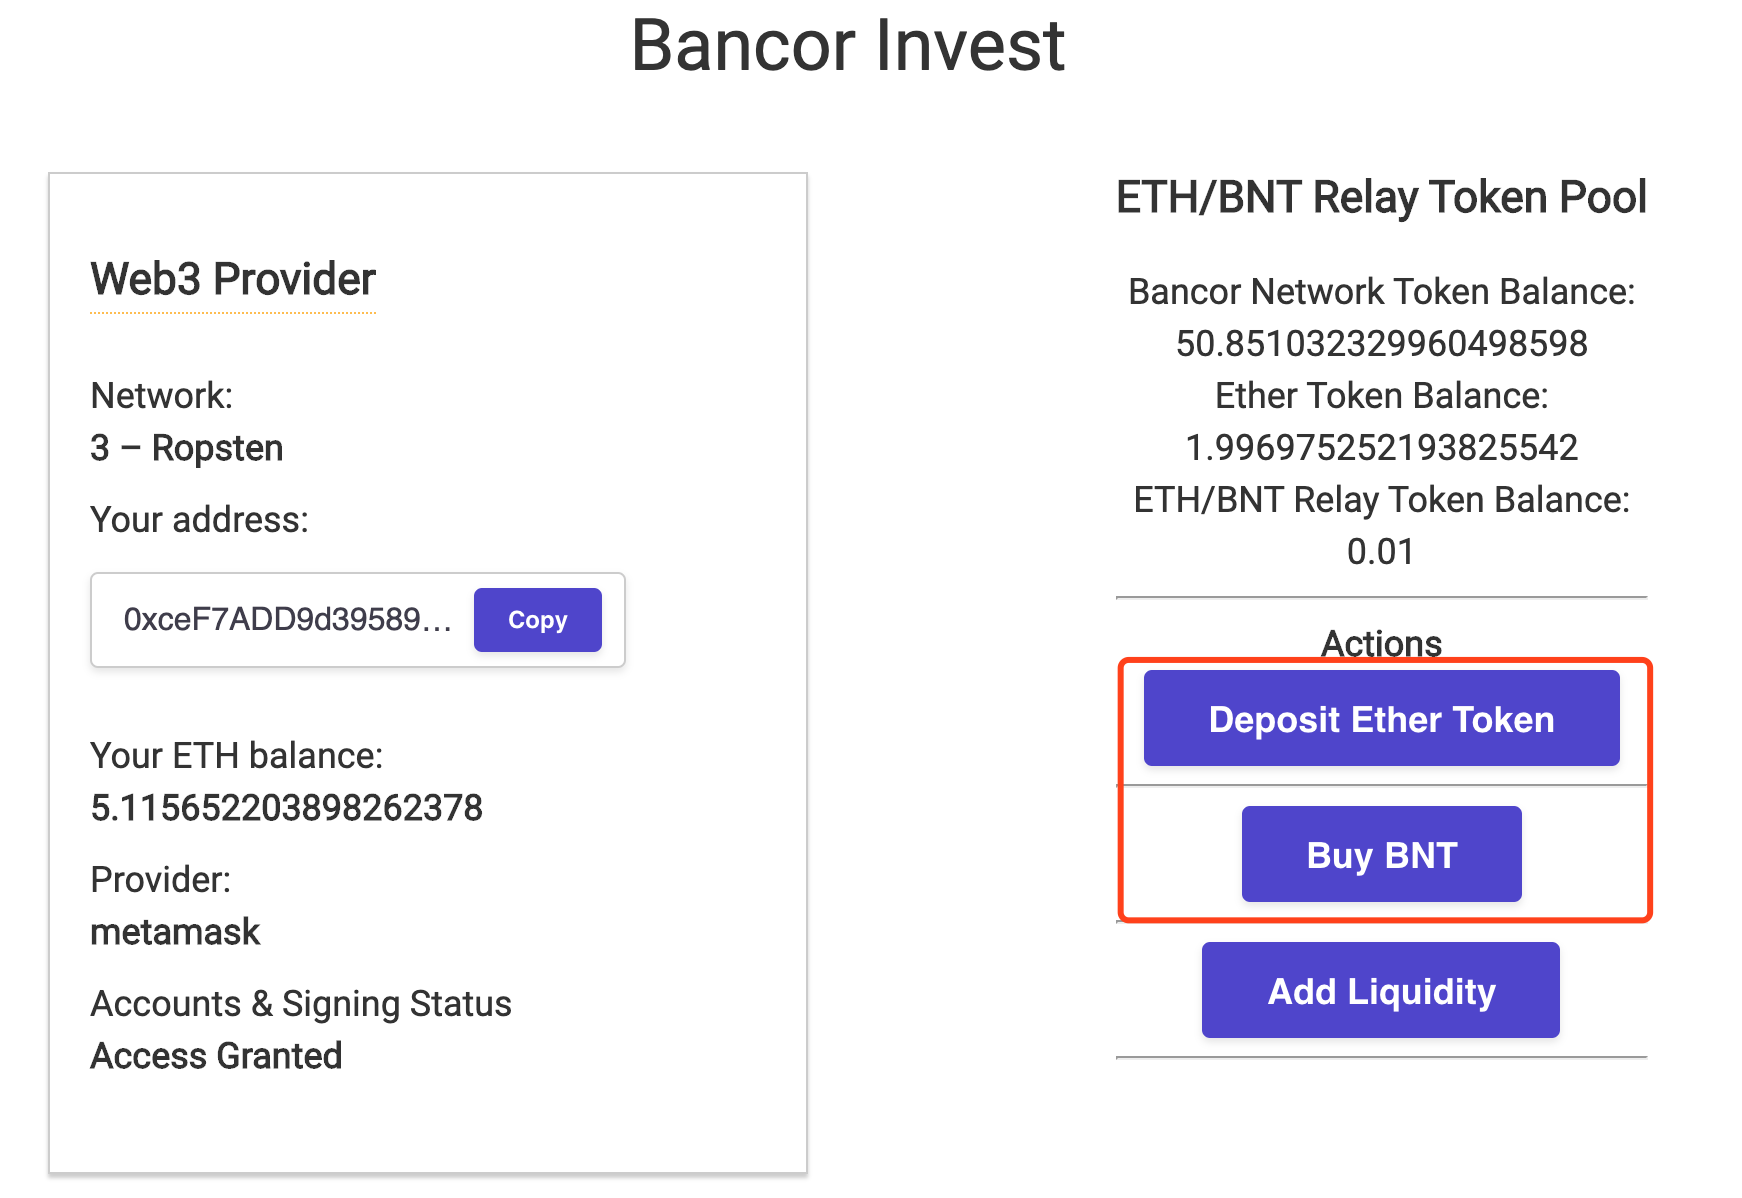 Bancor Invest
Web3 Provider
Network:
3 – Ropsten
Your address:
0xceF7ADD9d39589...
Copy
Your ETH balance:
5.115652203898262378
Provider:
metamask
Accounts & Signing Status
Access Granted
ETH/BNT Relay Token Pool
Bancor Network Token Balance:
50.851032329960498598
Ether Token Balance:
1.996975252193825542
ETH/BNT Relay Token Balance:
0.01
Actions
Deposit Ether Token
Buy BNT
Add Liquidity